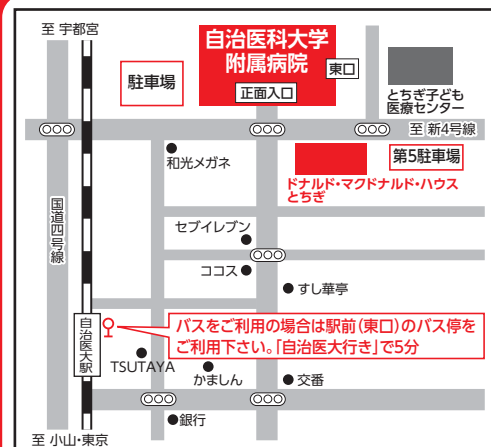 至 宇都宮
自治医科大学
附属病院
東口
正面入口
駐車場
とちぎ子ども
医療センター
至 新4号線
和光メガネ
第5駐車場
ドナルド・マクドナルド・ハウス
とちぎ
国道四号線
セブイレブン
ココス
すし華亭
自治医大駅
バスをご利用の場合は駅前(東口)のバス停を
ご利用下さい。「自治医大行き」で5分
TSUTAYA
かましん
交番
銀行
至 小山・東京